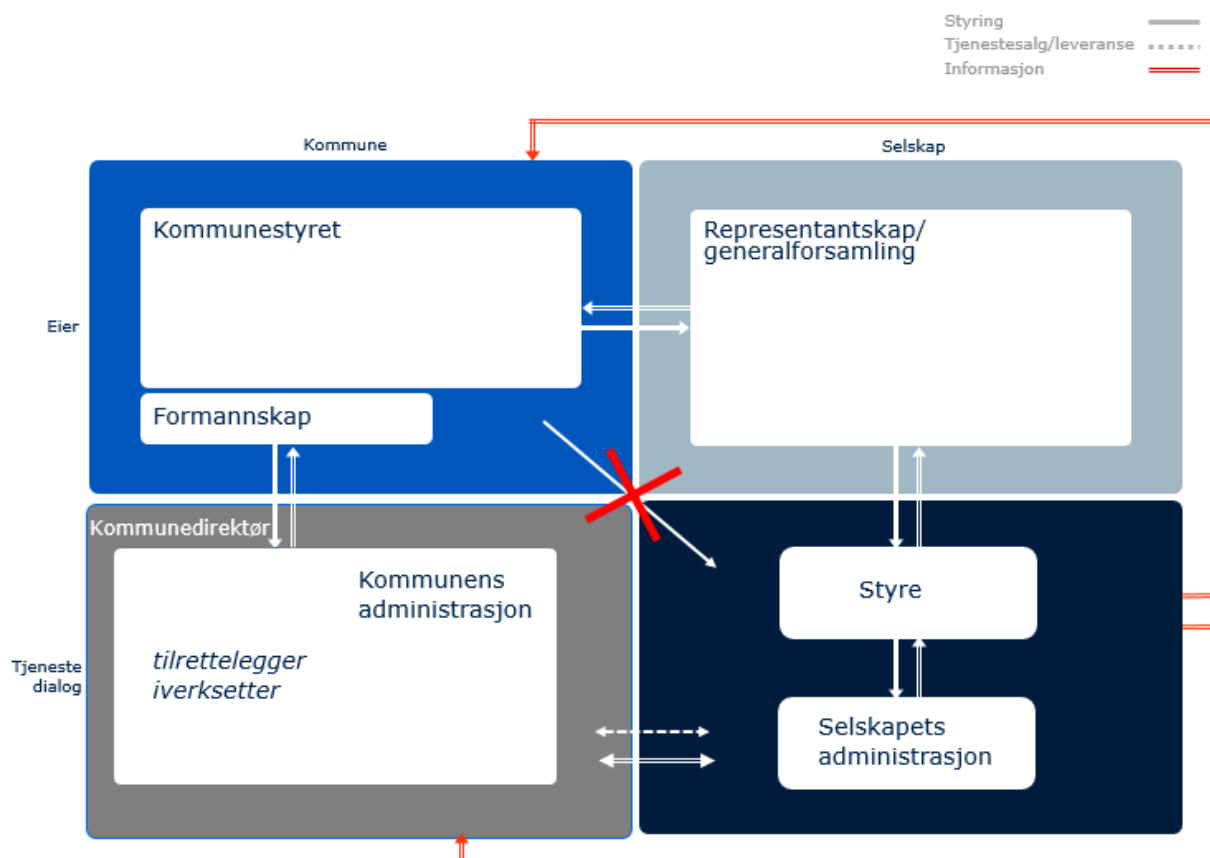 Styring
Tjenestesalg/leveranse
Informasjon
Kommune
Selskap
Kommunestyret
Representantskap/
generalforsamling
Eier
Formannskap
Kommunedirektør
Kommunens
administrasjon
tilrettelegger
iverksetter
Styre
Tjeneste
dialog
Selskapets
administrasjon